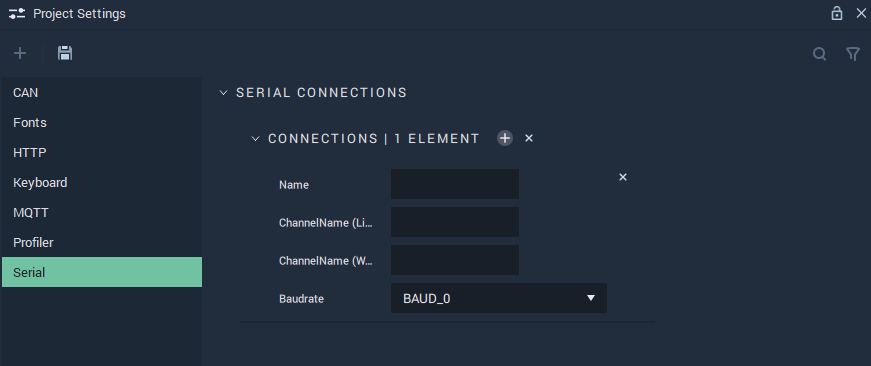 Project Settings
CAN
Fonts
HTTP
Keyboard
MQTT
Profiler
Serial
SERIAL CONNECTIONS
CONNECTIONS | 1 ELEMENT
Name
ChannelName (Li...
ChannelName (W...
Baudrate
BAUD_0